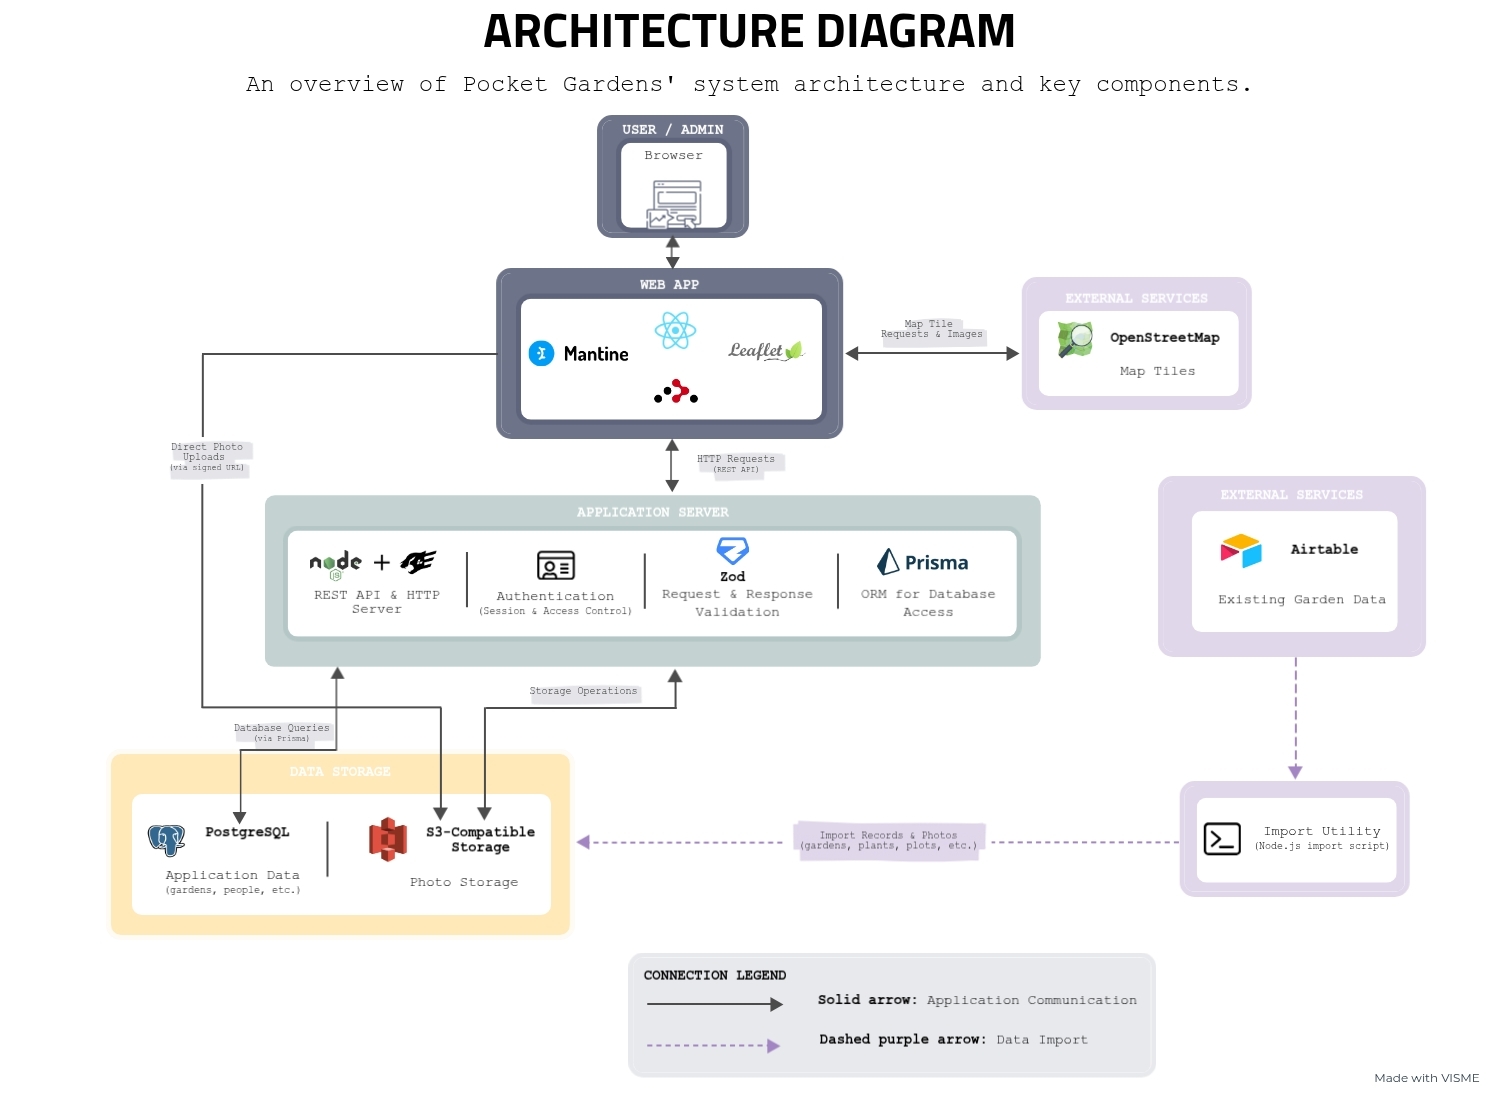 ARCHITECTURE DIAGRAM
An overview of Pocket Gardens' system architecture and key components.
USER / ADMIN
Browser
WEB APP
Mantine
Leaflet
Map Tile
Requests & Images
EXTERNAL SERVICES
OpenStreetMap
Map Tiles
Direct Photo
Uploads
(via signed URL)
HTTP Requests
(REST API)
APPLICATION SERVER
node
JS
+
REST API & HTTP
Server
Authentication
(Session & Access Control)
Zod
Request & Response
Validation
Prisma
ORM for Database
Access
EXTERNAL SERVICES
Airtable
Existing Garden Data
Storage Operations
Database Queries
(via Prisma)
DATA STORAGE
PostgreSQL
Application Data
(gardens, people, etc.)
S3-Compatible
Storage
Photo Storage
Import Records & Photos
(gardens, plants, plots, etc.)
Import Utility
(Node.js import script)
CONNECTION LEGEND
Solid arrow: Application Communication
Dashed purple arrow: Data Import
Made with VISME